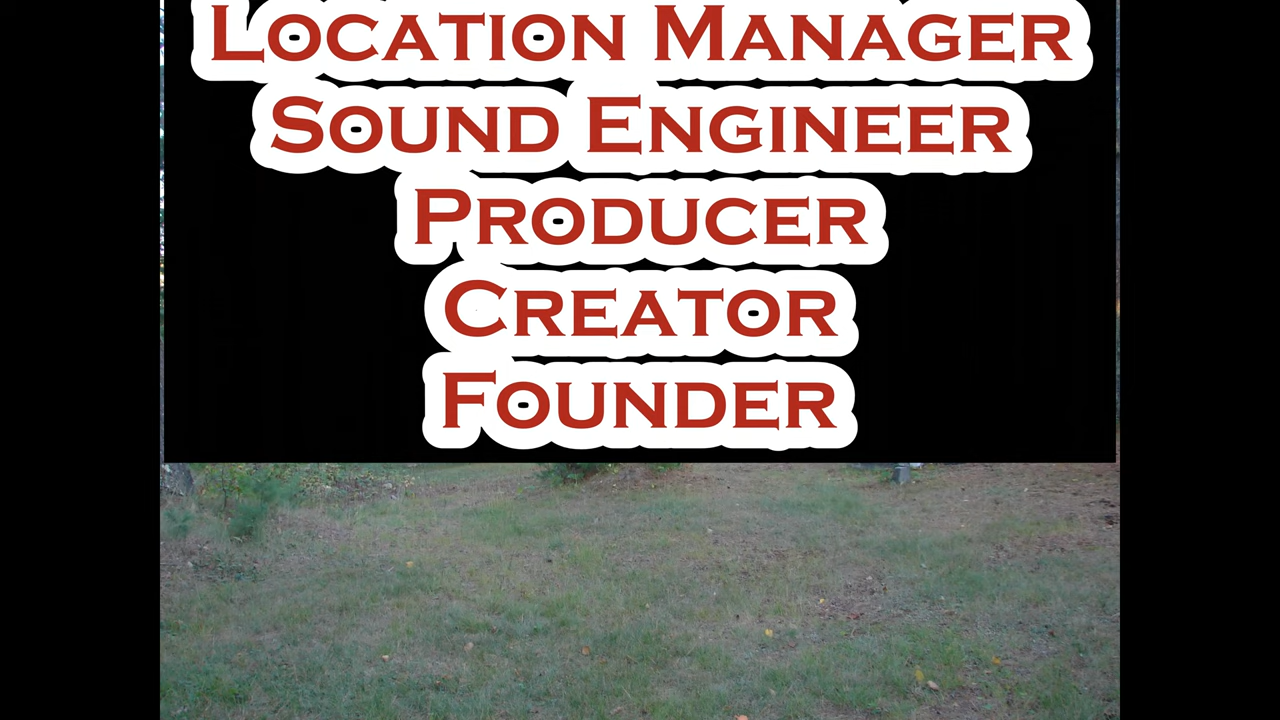 Location Manager
Sound Engineer
Producer
Creator
Founder